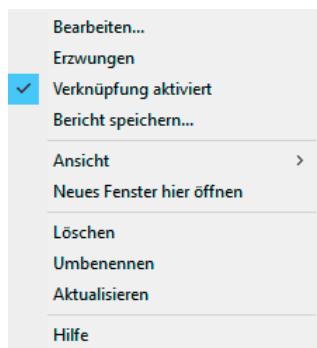 Bearbeiten...
Erzwungen
Verknüpfung aktiviert
Bericht speichern...
Ansicht
Neues Fenster hier öffnen
Löschen
Umbenennen
Aktualisieren
Hilfe